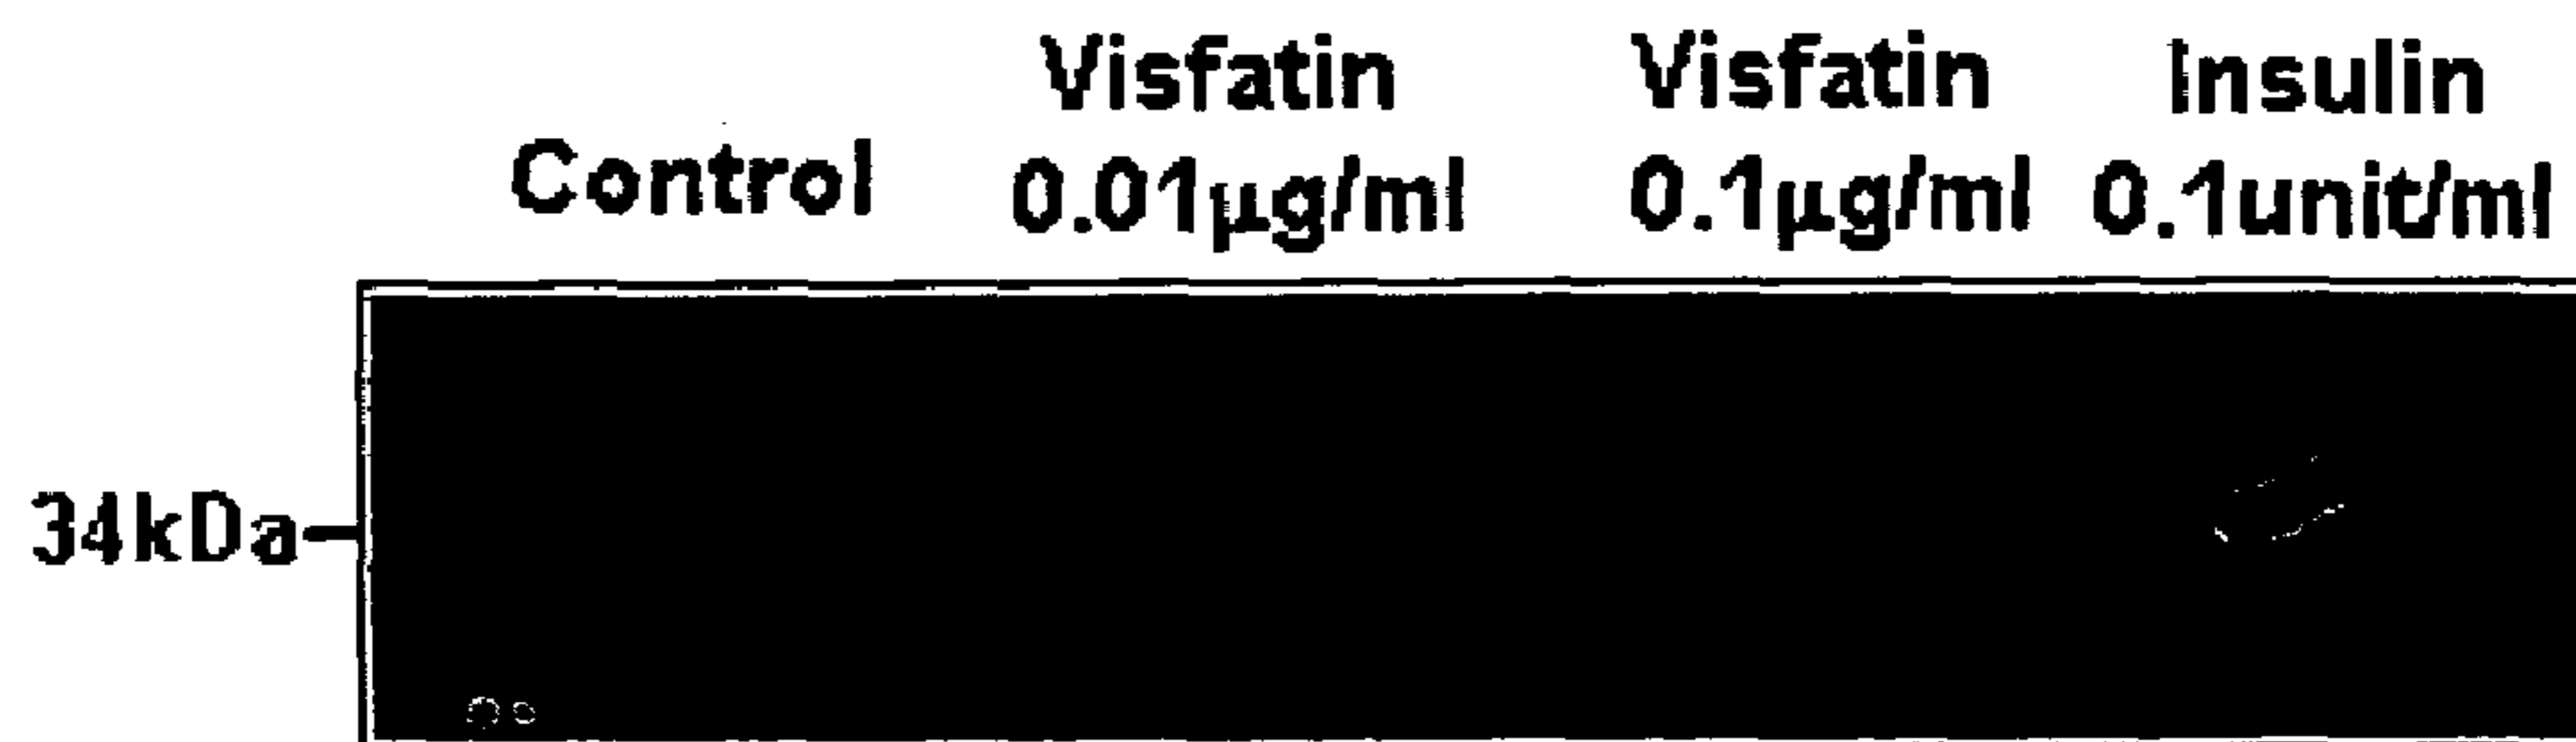 Control
Visfatin
0.01µg/ml
Visfatin
0.1µg/ml
Insulin
0.1unit/ml
34kDa